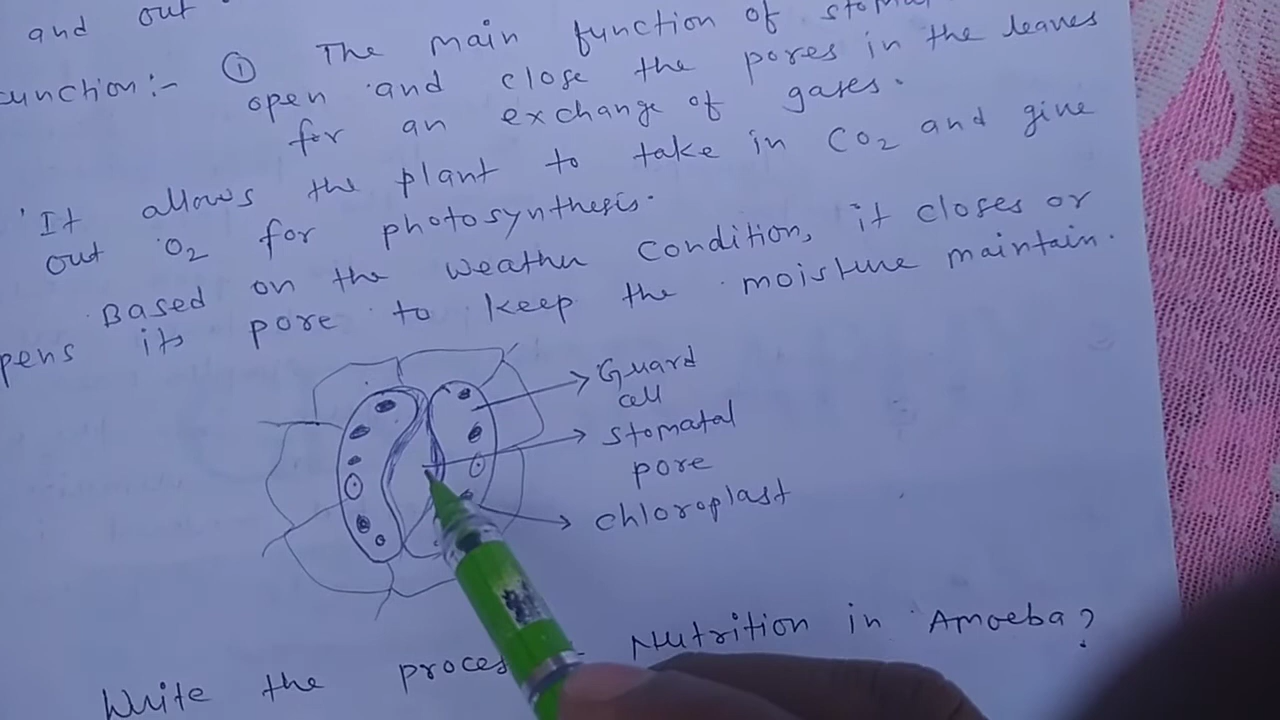 and out
Function:- ① The main function of
open and close the pores in the leaves
for an exchange of gases.
It allows the plant to take in CO2 and give
out O2 for photosynthesis.
Based on the weather condition, it closes or
pens its pore to keep the moisture maintain.
Guard
cell
Stomatal
pore
chloroplast
Write the Nutrition in Amoeba?